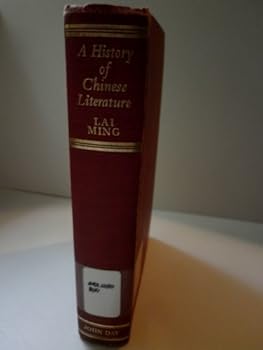 A History
of
Chinese
Literature
LAI
MING
JOHN DAY